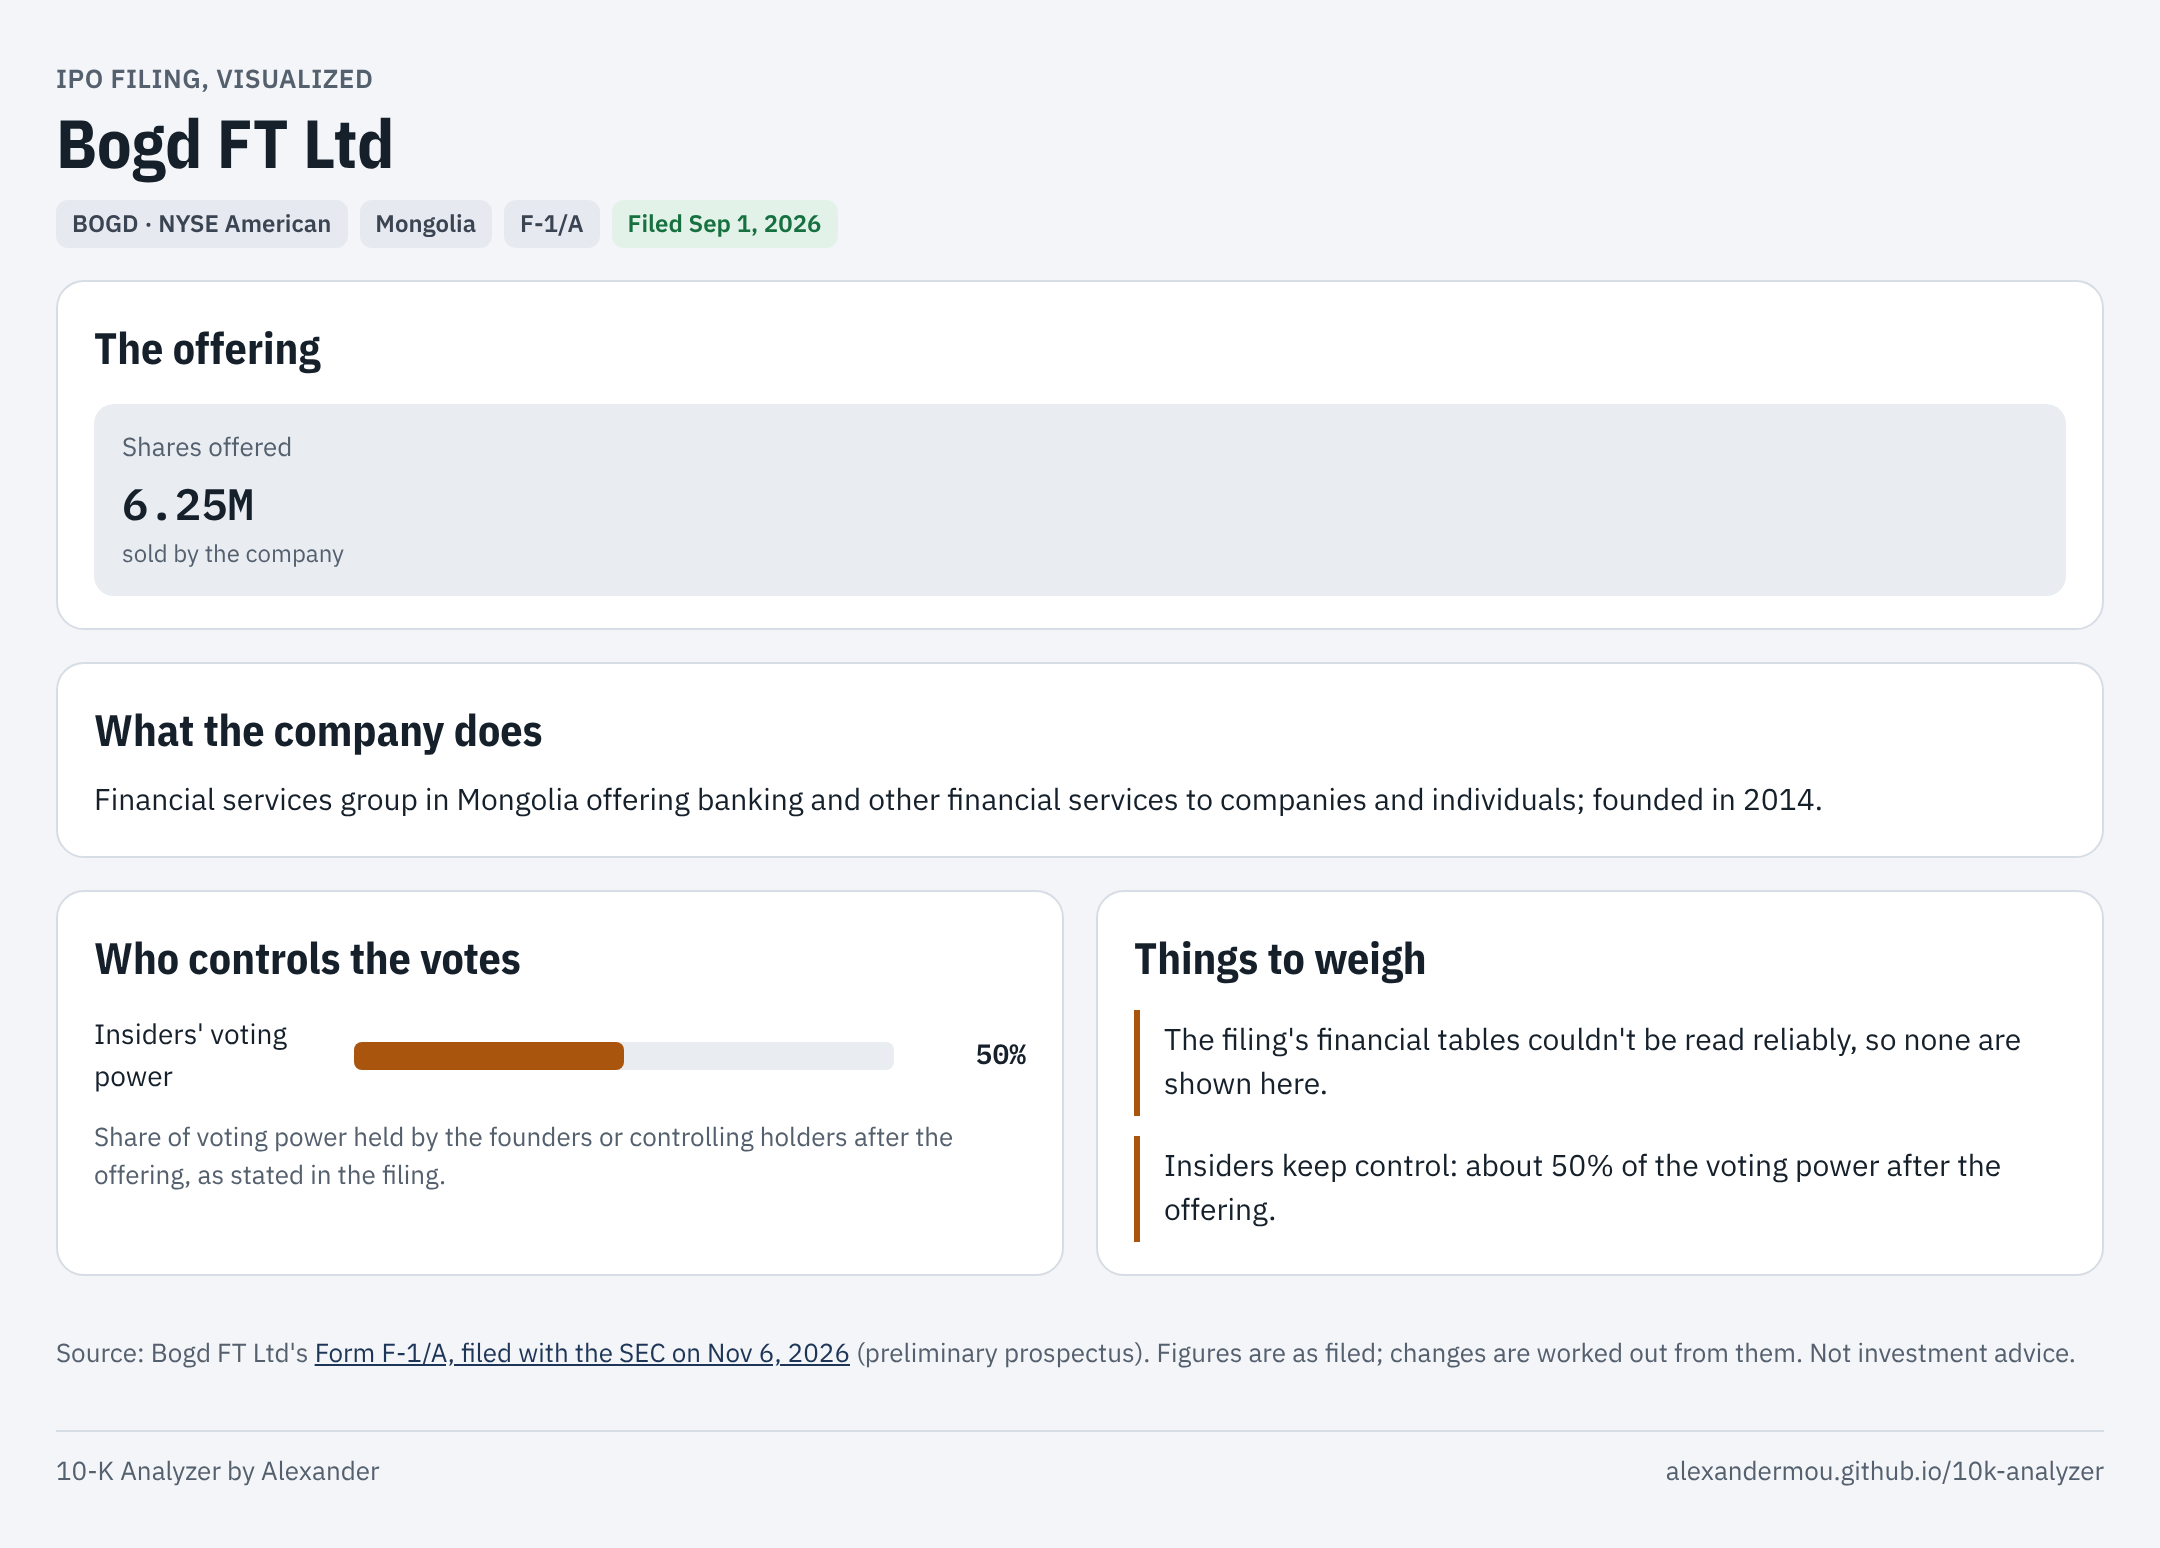 IPO FILING, VISUALIZED
Bogd FT Ltd
BOGD · NYSE American
Mongolia
F-1/A
Filed Sep 1, 2026
The offering
Shares offered
6.25M
sold by the company
What the company does
Financial services group in Mongolia offering banking and other financial services to companies and individuals; founded in 2014.
Who controls the votes
Insiders' voting
power
50%
Share of voting power held by the founders or controlling holders after the
offering, as stated in the filing.
Things to weigh
The filing's financial tables couldn't be read reliably, so none are
shown here.
Insiders keep control: about 50% of the voting power after the
offering.
Source: Bogd FT Ltd's Form F-1/A, filed with the SEC on Nov 6, 2026 (preliminary prospectus). Figures are as filed; changes are worked out from them. Not investment advice.
10-K Analyzer by Alexander
alexandermou.github.io/10k-analyzer